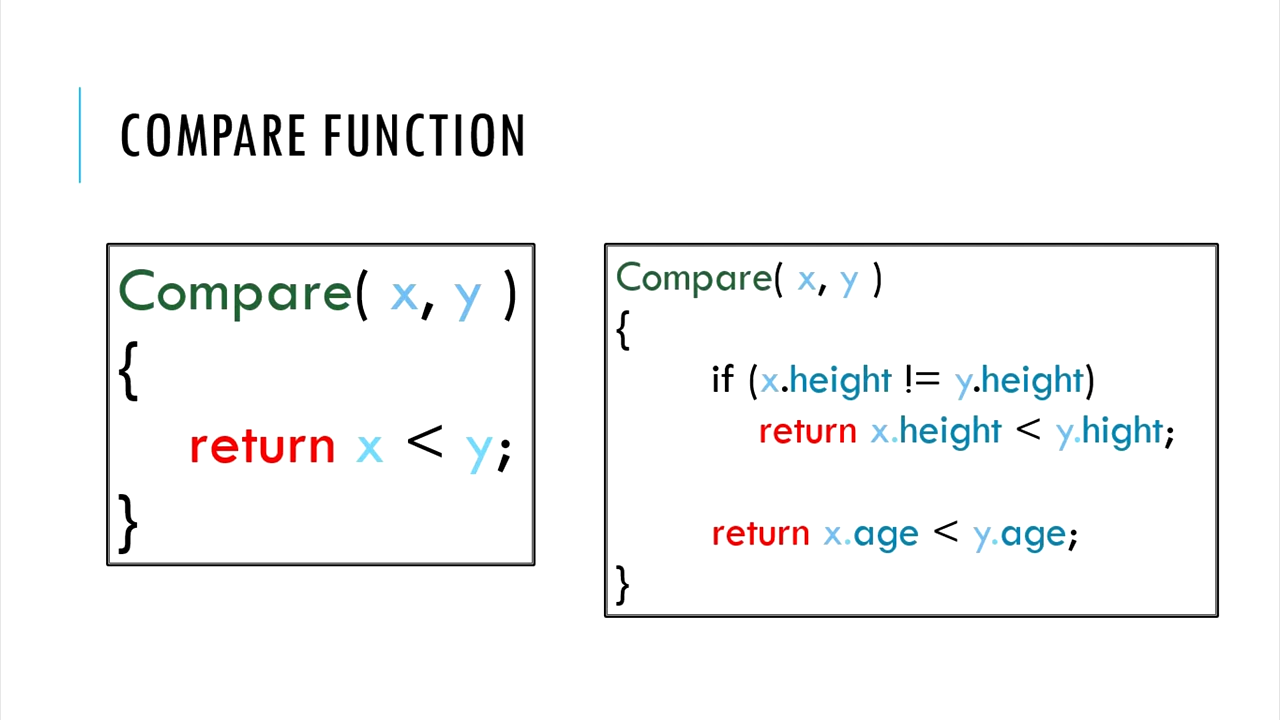 COMPARE FUNCTION
Compare( x, y )
{
return x < y;
}
Compare( x, y )
{
if (x.height != y.height)
return x.height < y.hight;
return x.age < y.age;
}